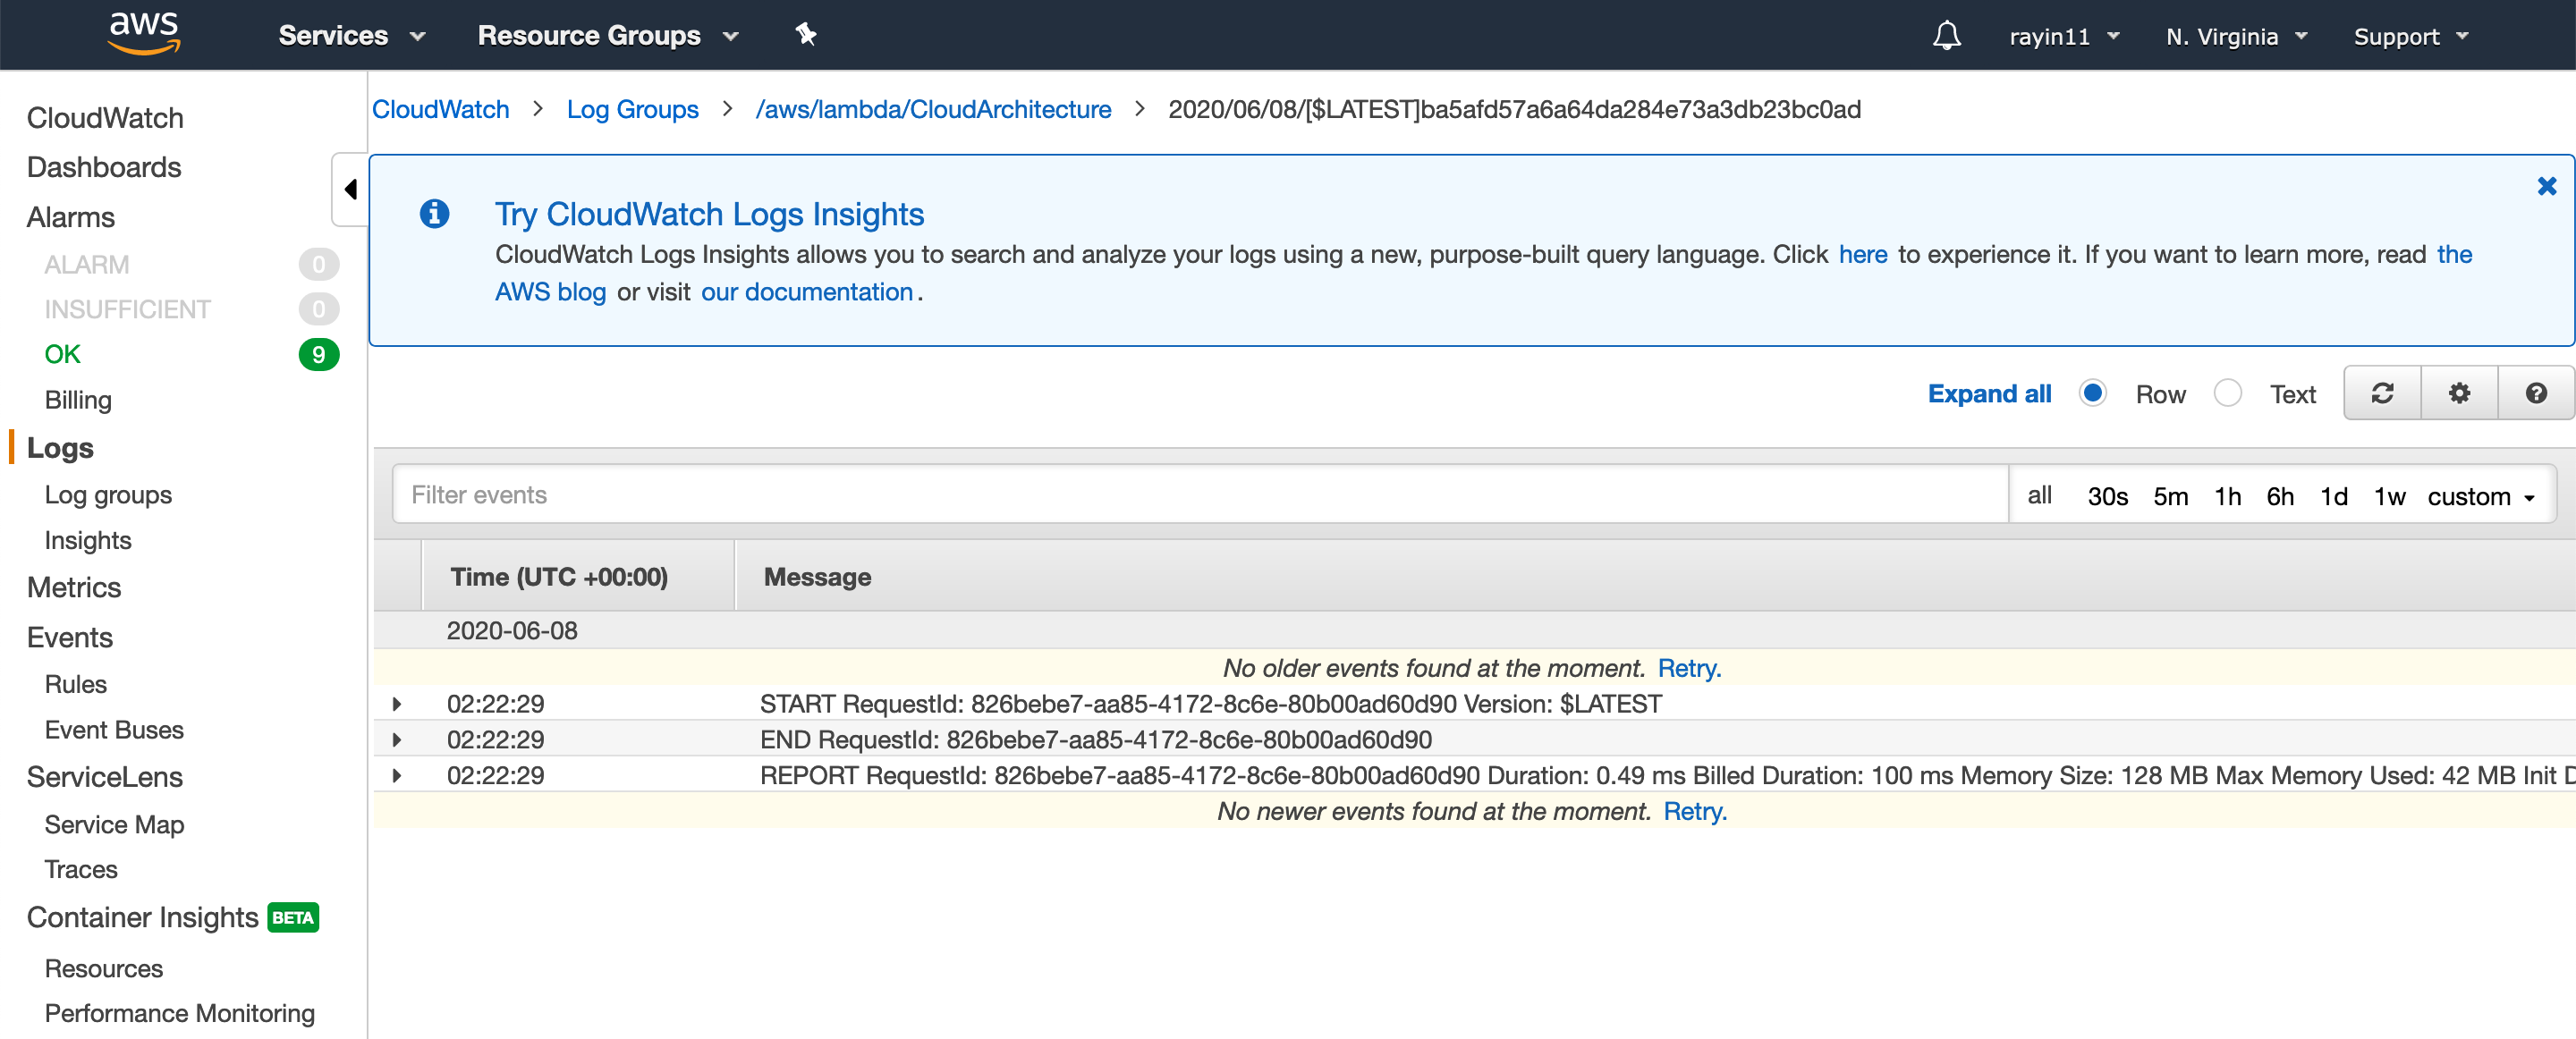 aws Services Resource Groups rayin11 N. Virginia Support
CloudWatch
Dashboards
Alarms
ALARM 0
INSUFFICIENT 0
OK 9
Billing
Logs
Log groups
Insights
Metrics
Events
Rules
Event Buses
ServiceLens
Service Map
Traces
Container Insights BETA
Resources
Performance Monitoring
CloudWatch > Log Groups > /aws/lambda/CloudArchitecture > 2020/06/08/[$LATEST]ba5afd57a6a64da284e73a3db23bc0ad
Try CloudWatch Logs Insights
CloudWatch Logs Insights allows you to search and analyze your logs using a new, purpose-built query language. Click here to experience it. If you want to learn more, read the
AWS blog or visit our documentation.
Expand all Row Text
Filter events all 30s 5m 1h 6h 1d 1w custom
Time (UTC +00:00) Message
2020-06-08
No older events found at the moment. Retry.
02:22:29 START RequestId: 826bebe7-aa85-4172-8c6e-80b00ad60d90 Version: $LATEST
02:22:29 END RequestId: 826bebe7-aa85-4172-8c6e-80b00ad60d90
02:22:29 REPORT RequestId: 826bebe7-aa85-4172-8c6e-80b00ad60d90 Duration: 0.49 ms Billed Duration: 100 ms Memory Size: 128 MB Max Memory Used: 42 MB Init D
No newer events found at the moment. Retry.